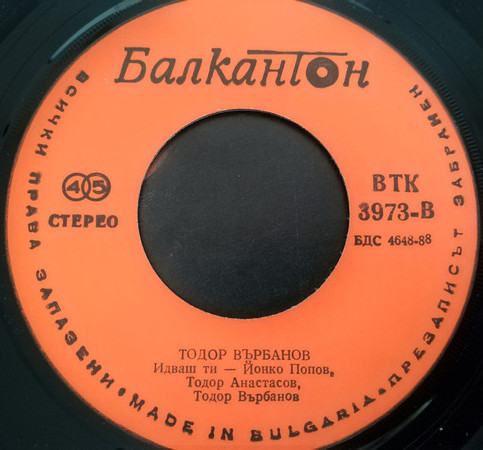 Балкантон
45
СТЕРЕО
ВТК
3973-В
БДС 4648-88
ТОДОР ВЪРБАНОВ
Идваш ти — Йонко Попов,
Тодор Анастасов,
Тодор Върбанов
ВСИЧКИ ПРАВА ЗАПАЗЕНИ • MADE IN BULGARIA • ПРЕЗАПИСЪТ ЗАБРАНЕН